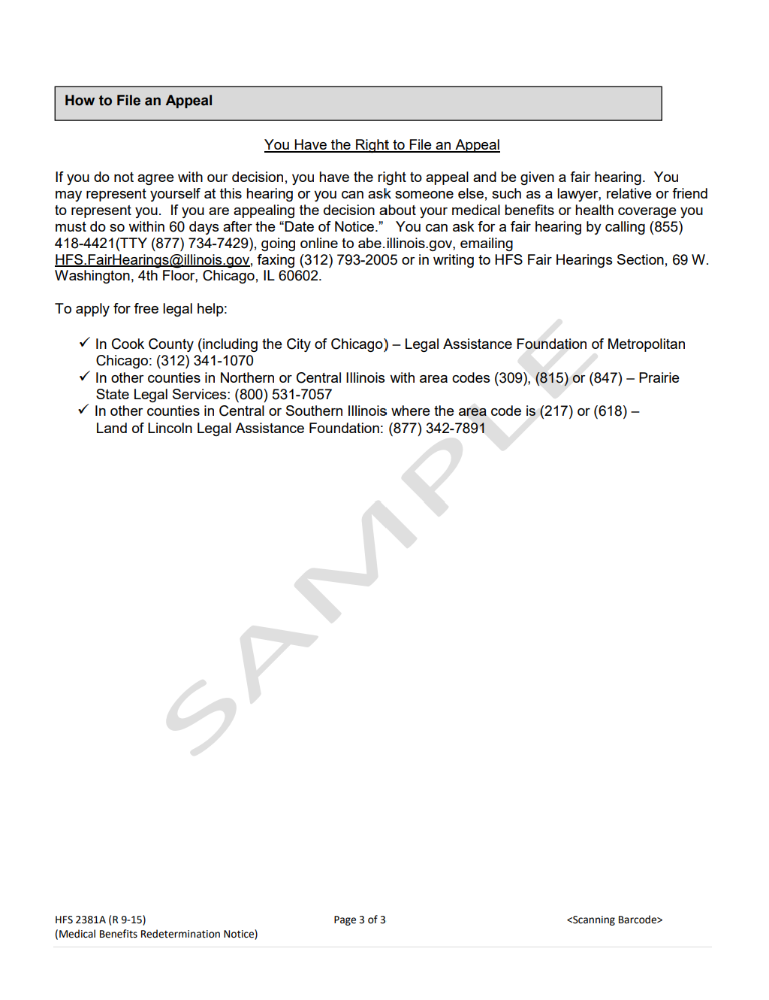 How to File an Appeal
You Have the Right to File an Appeal
If you do not agree with our decision, you have the right to appeal and be given a fair hearing.  You
may represent yourself at this hearing or you can ask someone else, such as a lawyer, relative or friend
to represent you.  If you are appealing the decision about your medical benefits or health coverage you
must do so within 60 days after the “Date of Notice.”   You can ask for a fair hearing by calling (855)
418-4421(TTY (877) 734-7429), going online to abe.illinois.gov, emailing
HFS.FairHearings@illinois.gov, faxing (312) 793-2005 or in writing to HFS Fair Hearings Section, 69 W.
Washington, 4th Floor, Chicago, IL 60602.
To apply for free legal help:
✓ In Cook County (including the City of Chicago) – Legal Assistance Foundation of Metropolitan
Chicago: (312) 341-1070
✓ In other counties in Northern or Central Illinois with area codes (309), (815) or (847) – Prairie
State Legal Services: (800) 531-7057
✓ In other counties in Central or Southern Illinois where the area code is (217) or (618) –
Land of Lincoln Legal Assistance Foundation: (877) 342-7891
SAMPLE
HFS 2381A (R 9-15) Page 3 of 3 <Scanning Barcode>
(Medical Benefits Redetermination Notice)